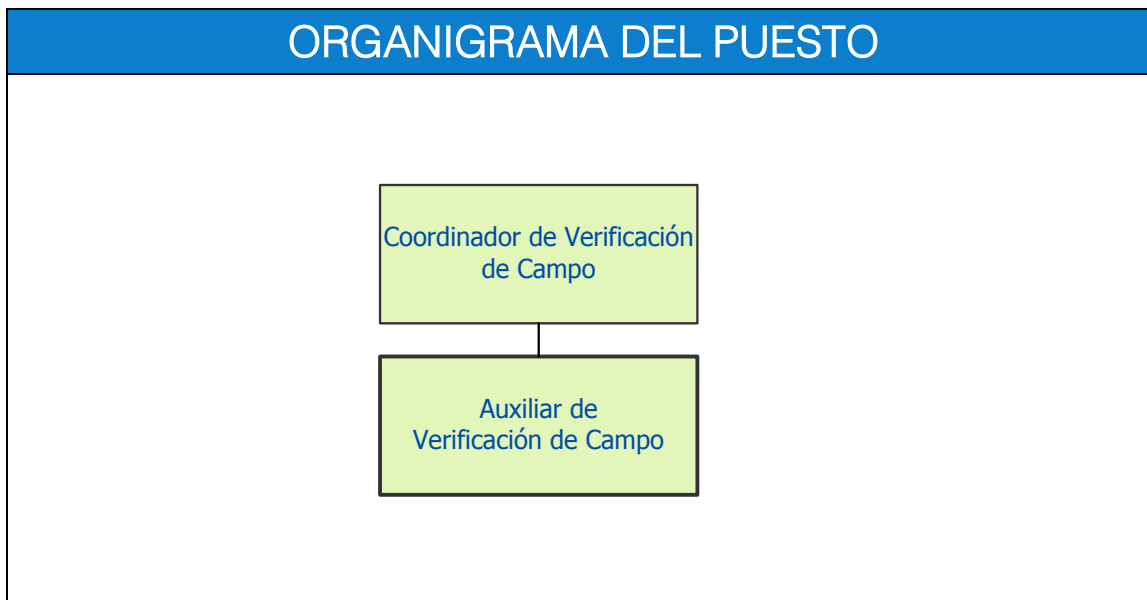 ORGANIGRAMA DEL PUESTO
Coordinador de Verificación
de Campo
Auxiliar de
Verificación de Campo